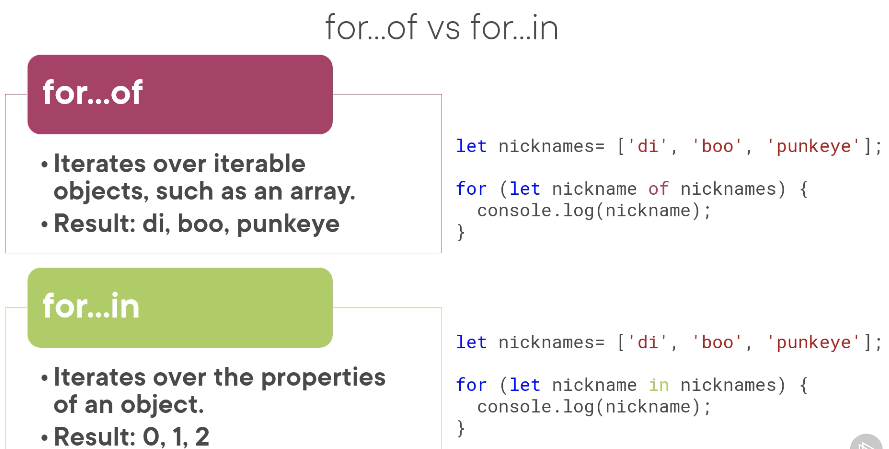 for...of vs for...in
for...of
• Iterates over iterable
objects, such as an array.
• Result: di, boo, punkeye
let nicknames= ['di', 'boo', 'punkeye'];
for (let nickname of nicknames) {
  console.log(nickname);
}
for...in
• Iterates over the properties
of an object.
• Result: 0, 1, 2
let nicknames= ['di', 'boo', 'punkeye'];
for (let nickname in nicknames) {
  console.log(nickname);
}